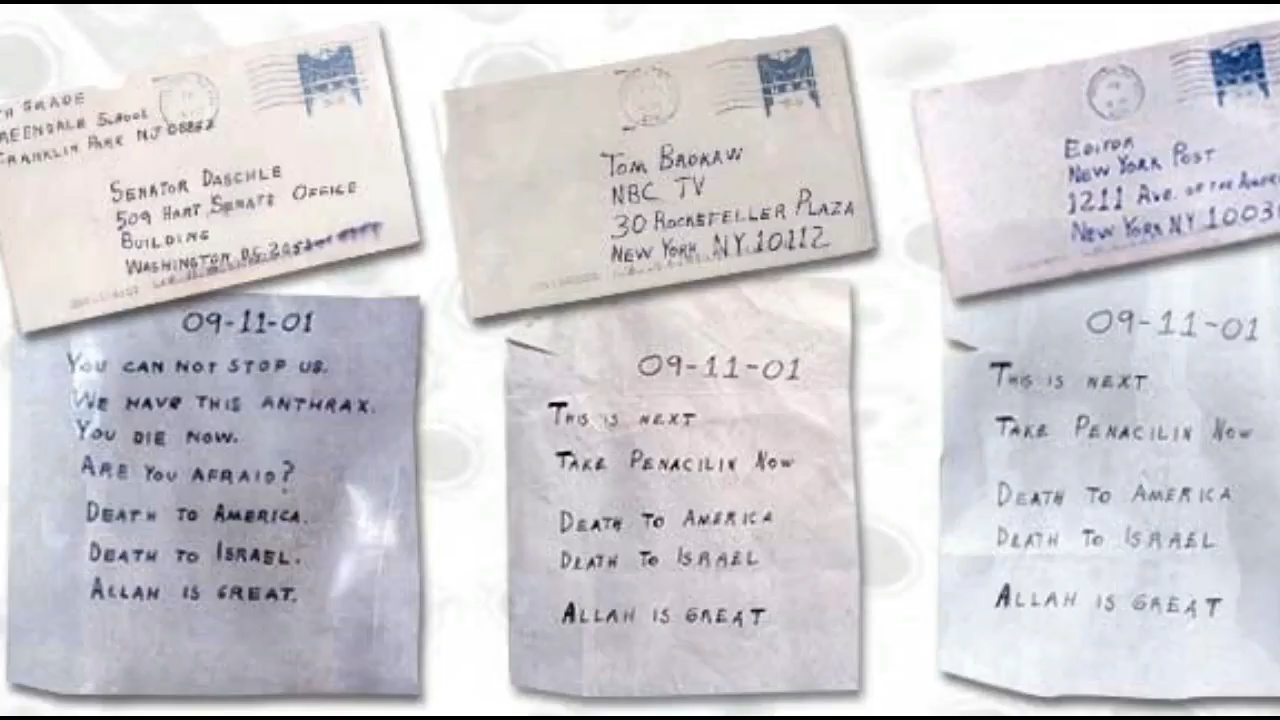 GRADE
REENDALE SCHOOL
FRANKLIN PARK NJ 08852
SENATOR DASCHLE
509 HART SENATE OFFICE
BUILDING
WASHINGTON D.C.
09-11-01
YOU CAN NOT STOP US.
WE HAVE THIS ANTHRAX.
YOU DIE NOW.
ARE YOU AFRAID?
DEATH TO AMERICA.
DEATH TO ISRAEL.
ALLAH IS GREAT.
TOM BROKAW
NBC TV
30 ROCKEFELLER PLAZA
NEW YORK NY 10112
09-11-01
THIS IS NEXT
TAKE PENACILIN NOW
DEATH TO AMERICA
DEATH TO ISRAEL
ALLAH IS GREAT
EDITOR
NEW YORK POST
1211 AVE. OF THE AMERI
NEW YORK NY 1003
09-11-01
THIS IS NEXT
TAKE PENACILIN NOW
DEATH TO AMERICA
DEATH TO ISRAEL
ALLAH IS GREAT